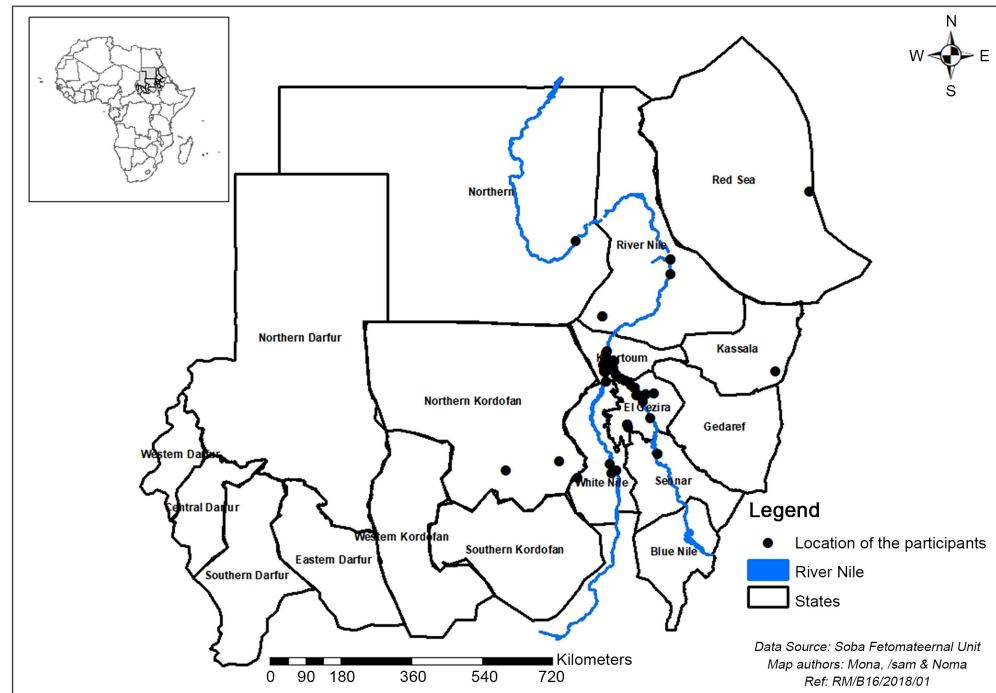 N
W E
S
Red Sea
Northern
River Nile
Northern Darfur
Kassala
Khartoum
Northern Kordofan
El Gezira
Gedaref
Western Darfur
White Nile
Sennar
Central Darfur
Western Kordofan
Southern Kordofan
Blue Nile
Eastern Darfur
Southern Darfur
Legend
Location of the participants
River Nile
States
Kilometers
0 90 180 360 540 720
Data Source: Soba Fetomateernal Unit
Map authors: Mona, /sam & Noma
Ref: RM/B16/2018/01